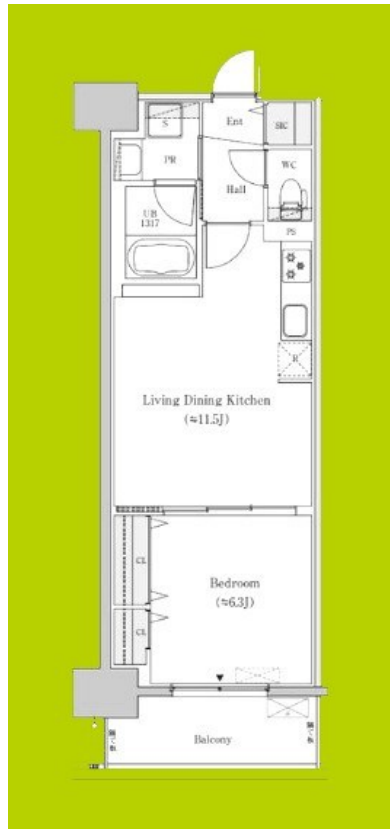 S
Ent
SIC
PR
WC
Hall
UB
1317
PS
R
Living Dining Kitchen
(≒11.5J)
CL
Bedroom
(≒6.3J)
CL
Balcony